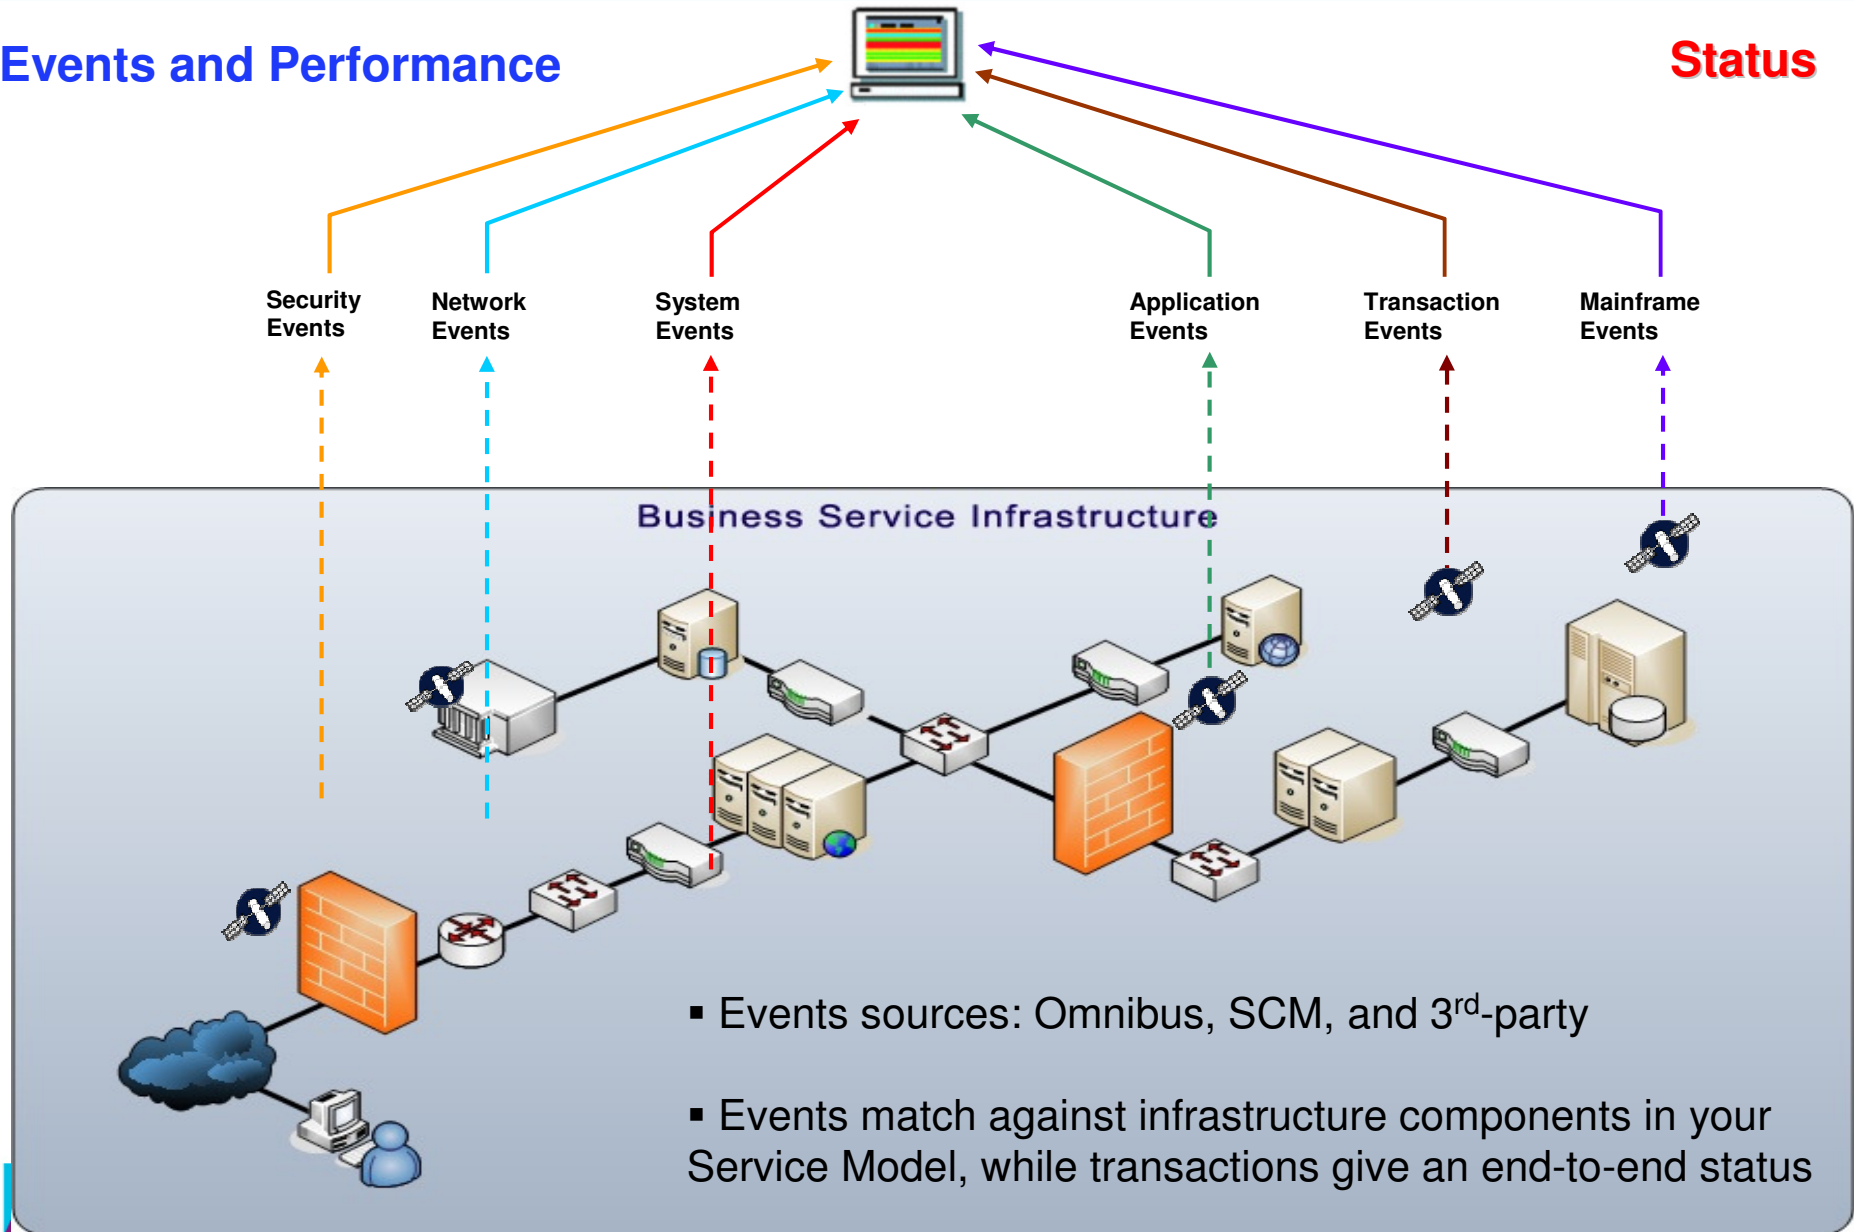 Events and Performance
Status
Security
Events
Network
Events
System
Events
Application
Events
Transaction
Events
Mainframe
Events
Business Service Infrastructure
▪ Events sources: Omnibus, SCM, and 3rd-party
▪ Events match against infrastructure components in your
Service Model, while transactions give an end-to-end status